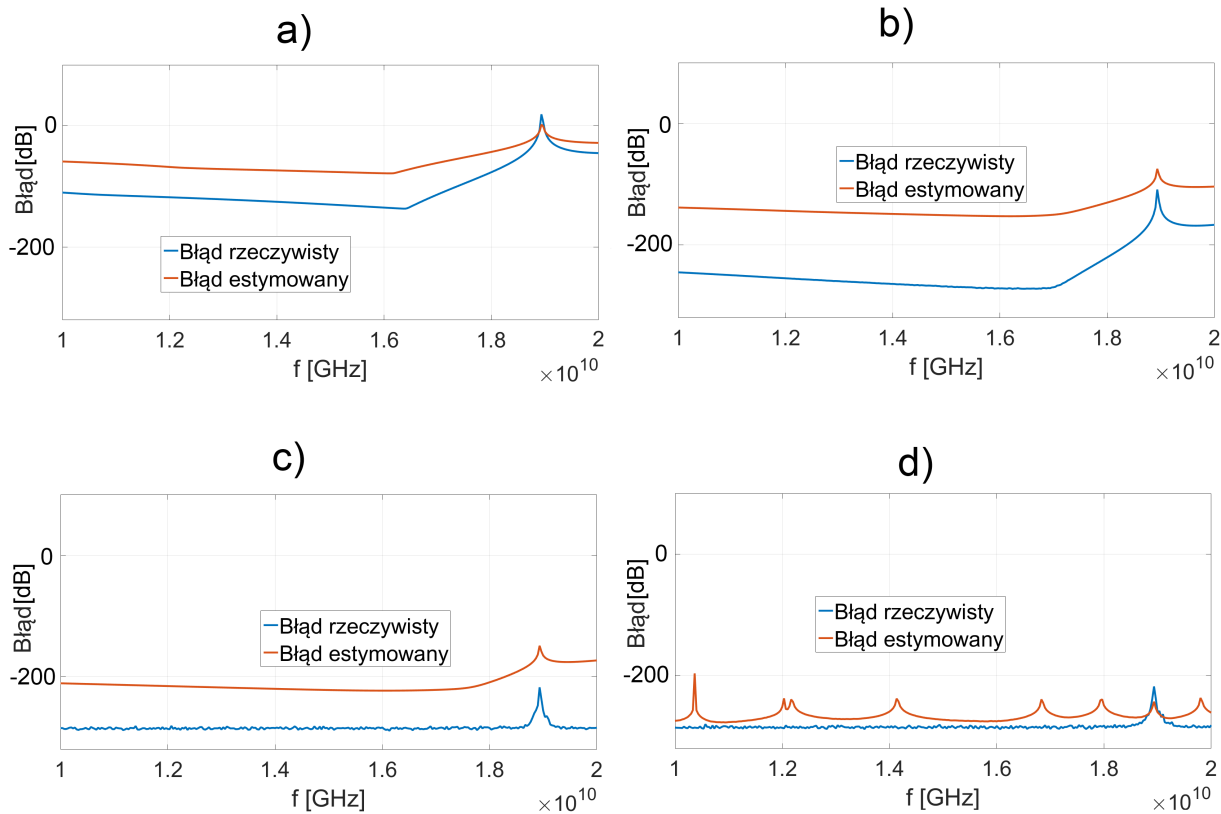 a)
0
-200
Błąd[dB]
Błąd rzeczywisty
Błąd estymowany
1
1.2
1.4
1.6
1.8
2
f [GHz]
×10¹⁰
b)
0
-200
Błąd[dB]
Błąd rzeczywisty
Błąd estymowany
1
1.2
1.4
1.6
1.8
2
f [GHz]
×10¹⁰
c)
0
-200
Błąd[dB]
Błąd rzeczywisty
Błąd estymowany
1
1.2
1.4
1.6
1.8
2
f [GHz]
×10¹⁰
d)
0
-200
Błąd[dB]
Błąd rzeczywisty
Błąd estymowany
1
1.2
1.4
1.6
1.8
2
f [GHz]
×10¹⁰